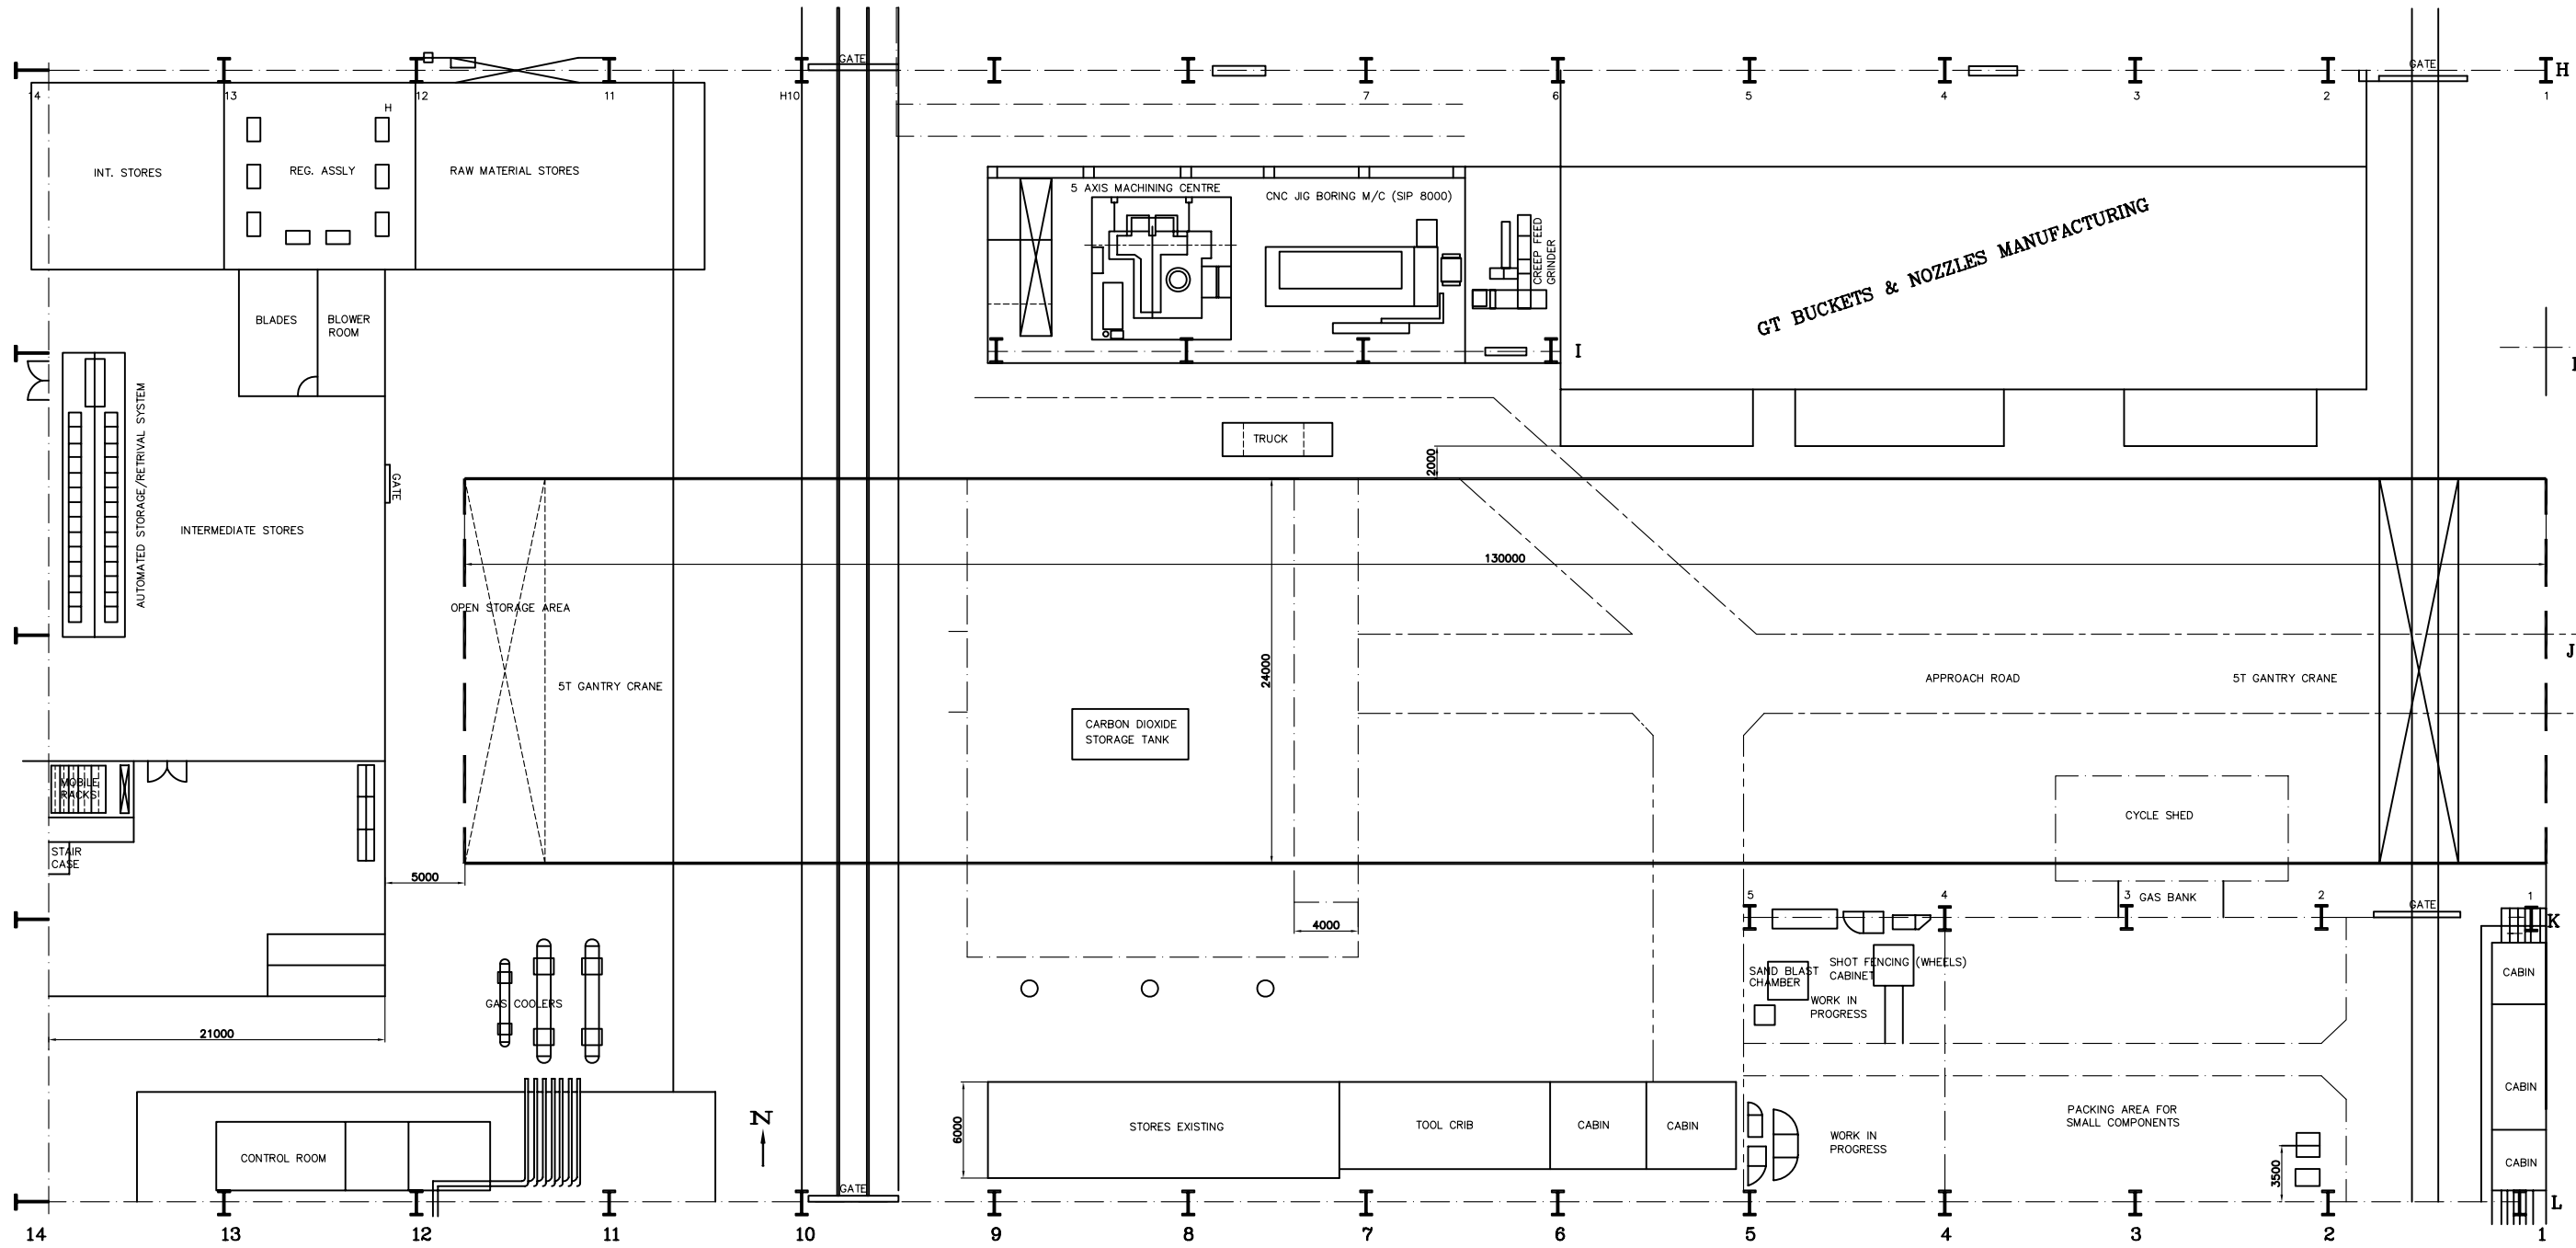 GATE
GATE
H
14
13
12
11
H10
7
6
5
4
3
2
1
H
INT. STORES
REG. ASSLY
RAW MATERIAL STORES
5 AXIS MACHINING CENTRE
CNC JIG BORING M/C (SIP 8000)
CREEP FEED
GRINDER
GT BUCKETS & NOZZLES MANUFACTURING
BLADES
BLOWER
ROOM
I
AUTOMATED STORAGE/RETRIVAL SYSTEM
GATE
TRUCK
2000
INTERMEDIATE STORES
130000
OPEN STORAGE AREA
5T GANTRY CRANE
24000
APPROACH ROAD
5T GANTRY CRANE
J
CARBON DIOXIDE
STORAGE TANK
MOBILE
RACKS
CYCLE SHED
STAIR
CASE
5000
5
4
3
GAS BANK
2
GATE
1
K
4000
SAND BLAST
CHAMBER
SHOT FENCING (WHEELS)
CABINET
CABIN
WORK IN
PROGRESS
GAS COOLERS
21000
CABIN
N
6000
STORES EXISTING
TOOL CRIB
CABIN
CABIN
PACKING AREA FOR
SMALL COMPONENTS
WORK IN
PROGRESS
CONTROL ROOM
CABIN
3500
GATE
L
14
13
12
11
10
9
8
7
6
5
4
3
2
1